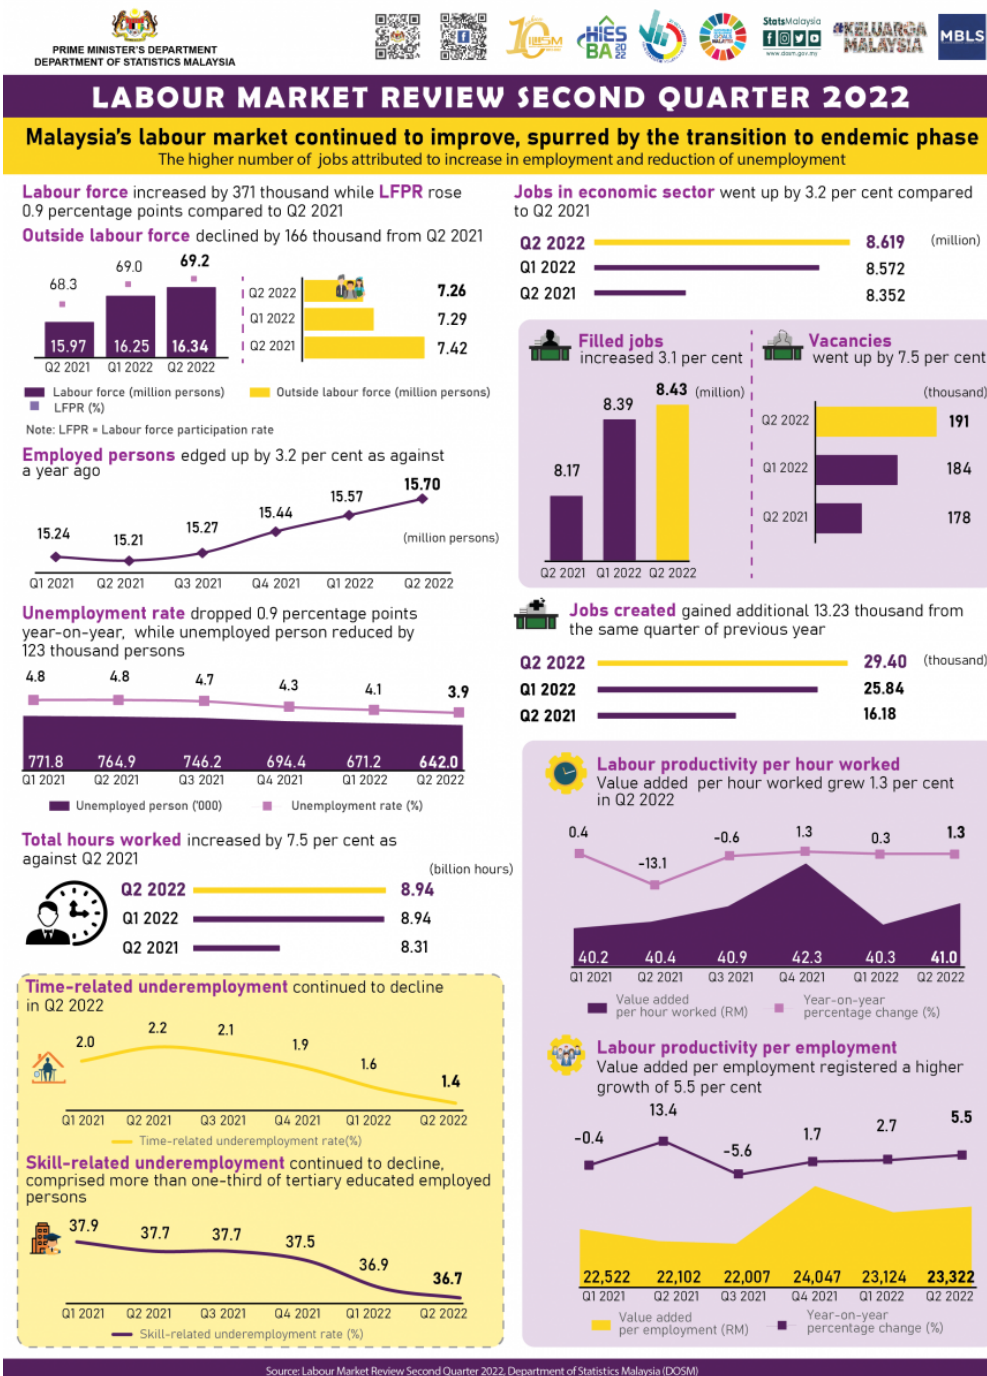 PRIME MINISTER'S DEPARTMENT
DEPARTMENT OF STATISTICS MALAYSIA
HIES
BA
StatsMalaysia
www.dosm.gov.my
#KELUARGA
MALAYSIA
MBLS
LABOUR MARKET REVIEW SECOND QUARTER 2022
Malaysia's labour market continued to improve, spurred by the transition to endemic phase
The higher number of jobs attributed to increase in employment and reduction of unemployment
Labour force increased by 371 thousand while LFPR rose
0.9 percentage points compared to Q2 2021
Outside labour force declined by 166 thousand from Q2 2021
68.3 69.0 69.2
15.97 16.25 16.34
Q2 2021 Q1 2022 Q2 2022
Q2 2022 7.26
Q1 2022 7.29
Q2 2021 7.42
Labour force (million persons) Outside labour force (million persons)
LFPR (%)
Note: LFPR = Labour force participation rate
Employed persons edged up by 3.2 per cent as against
a year ago
15.24 15.21 15.27 15.44 15.57 15.70
(million persons)
Q1 2021 Q2 2021 Q3 2021 Q4 2021 Q1 2022 Q2 2022
Unemployment rate dropped 0.9 percentage points
year-on-year, while unemployed person reduced by
123 thousand persons
4.8 4.8 4.7 4.3 4.1 3.9
771.8 764.9 746.2 694.4 671.2 642.0
Q1 2021 Q2 2021 Q3 2021 Q4 2021 Q1 2022 Q2 2022
Unemployed person ('000) Unemployment rate (%)
Total hours worked increased by 7.5 per cent as
against Q2 2021
(billion hours)
Q2 2022 8.94
Q1 2022 8.94
Q2 2021 8.31
Time-related underemployment continued to decline
in Q2 2022
2.0 2.2 2.1 1.9 1.6 1.4
Q1 2021 Q2 2021 Q3 2021 Q4 2021 Q1 2022 Q2 2022
Time-related underemployment rate(%)
Skill-related underemployment continued to decline,
comprised more than one-third of tertiary educated employed
persons
37.9 37.7 37.7 37.5 36.9 36.7
Q1 2021 Q2 2021 Q3 2021 Q4 2021 Q1 2022 Q2 2022
Skill-related underemployment rate (%)
Jobs in economic sector went up by 3.2 per cent compared
to Q2 2021
Q2 2022 8.619 (million)
Q1 2022 8.572
Q2 2021 8.352
Filled jobs
increased 3.1 per cent
8.17 8.39 8.43 (million)
Q2 2021 Q1 2022 Q2 2022
Vacancies
went up by 7.5 per cent
(thousand)
Q2 2022 191
Q1 2022 184
Q2 2021 178
Jobs created gained additional 13.23 thousand from
the same quarter of previous year
Q2 2022 29.40 (thousand)
Q1 2022 25.84
Q2 2021 16.18
Labour productivity per hour worked
Value added per hour worked grew 1.3 per cent
in Q2 2022
0.4 -13.1 -0.6 1.3 0.3 1.3
40.2 40.4 40.9 42.3 40.3 41.0
Q1 2021 Q2 2021 Q3 2021 Q4 2021 Q1 2022 Q2 2022
Value added
per hour worked (RM)
Year-on-year
percentage change (%)
Labour productivity per employment
Value added per employment registered a higher
growth of 5.5 per cent
-0.4 13.4 -5.6 1.7 2.7 5.5
22,522 22,102 22,007 24,047 23,124 23,322
Q1 2021 Q2 2021 Q3 2021 Q4 2021 Q1 2022 Q2 2022
Value added
per employment (RM)
Year-on-year
percentage change (%)
Source: Labour Market Review Second Quarter 2022, Department of Statistics Malaysia (DOSM)